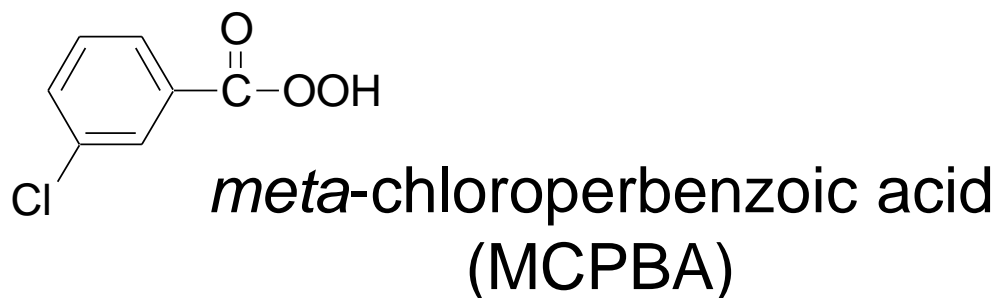 O
C
OOH
Cl
meta-chloroperbenzoic acid
(MCPBA)